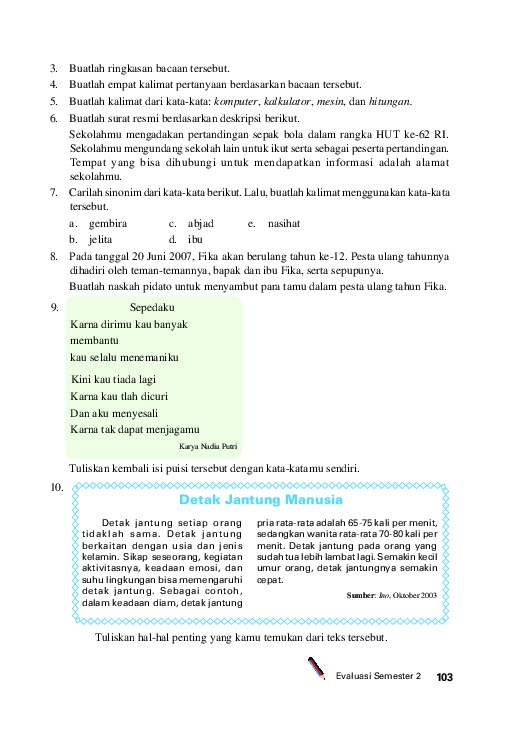 3. Buatlah ringkasan bacaan tersebut.
4. Buatlah empat kalimat pertanyaan berdasarkan bacaan tersebut.
5. Buatlah kalimat dari kata-kata: komputer, kalkulator, mesin, dan hitungan.
6. Buatlah surat resmi berdasarkan deskripsi berikut.
Sekolahmu mengadakan pertandingan sepak bola dalam rangka HUT ke-62 RI.
Sekolahmu mengundang sekolah lain untuk ikut serta sebagai peserta pertandingan.
Tempat yang bisa dihubungi untuk mendapatkan informasi adalah alamat
sekolahmu.
7. Carilah sinonim dari kata-kata berikut. Lalu, buatlah kalimat menggunakan kata-kata
tersebut.
a. gembira c. abjad e. nasihat
b. jelita d. ibu
8. Pada tanggal 20 Juni 2007, Fika akan berulang tahun ke-12. Pesta ulang tahunnya
dihadiri oleh teman-temannya, bapak dan ibu Fika, serta sepupunya.
Buatlah naskah pidato untuk menyambut para tamu dalam pesta ulang tahun Fika.
9. Sepedaku
Karna dirimu kau banyak
membantu
kau selalu menemaniku
Kini kau tiada lagi
Karna kau tlah dicuri
Dan aku menyesali
Karna tak dapat menjagamu
Karya Nadia Putri
Tuliskan kembali isi puisi tersebut dengan kata-katamu sendiri.
10. Detak Jantung Manusia
Detak jantung setiap orang
tidaklah sama. Detak jantung
berkaitan dengan usia dan jenis
kelamin. Sikap seseorang, kegiatan
aktivitasnya, keadaan emosi, dan
suhu lingkungan bisa memengaruhi
detak jantung. Sebagai contoh,
dalam keadaan diam, detak jantung
pria rata-rata adalah 65-75 kali per menit,
sedangkan wanita rata-rata 70-80 kali per
menit. Detak jantung pada orang yang
sudah tua lebih lambat lagi. Semakin kecil
umur orang, detak jantungnya semakin
cepat.
Sumber: Ino, Oktober 2003
Tuliskan hal-hal penting yang kamu temukan dari teks tersebut.
Evaluasi Semester 2 103